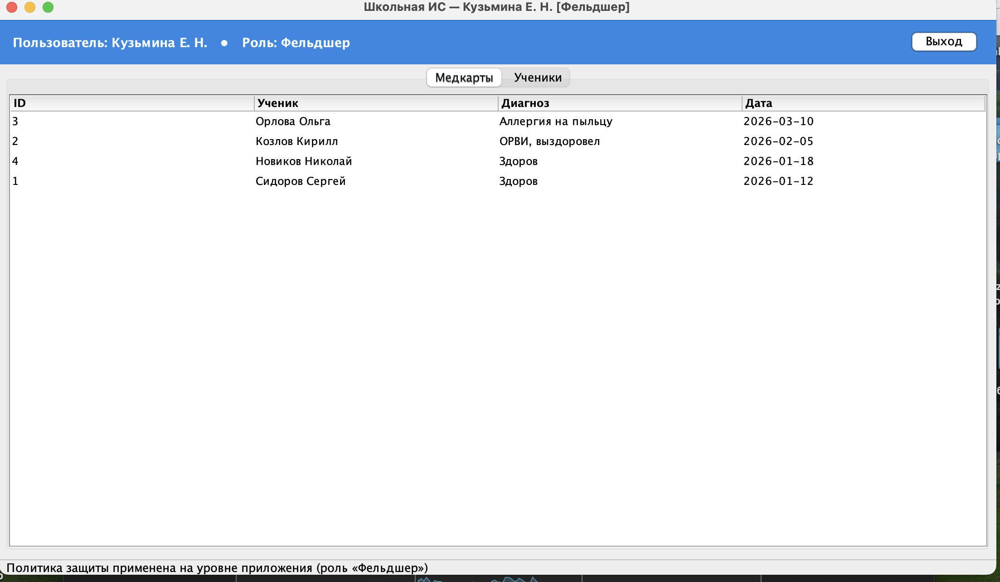 Школьная ИС — Кузьмина Е. Н. [Фельдшер]
Пользователь: Кузьмина Е. Н. ● Роль: Фельдшер Выход
Медкарты Ученики
ID Ученик Диагноз Дата
3 Орлова Ольга Аллергия на пыльцу 2026-03-10
2 Козлов Кирилл ОРВИ, выздоровел 2026-02-05
4 Новиков Николай Здоров 2026-01-18
1 Сидоров Сергей Здоров 2026-01-12
Политика защиты применена на уровне приложения (роль «Фельдшер»)